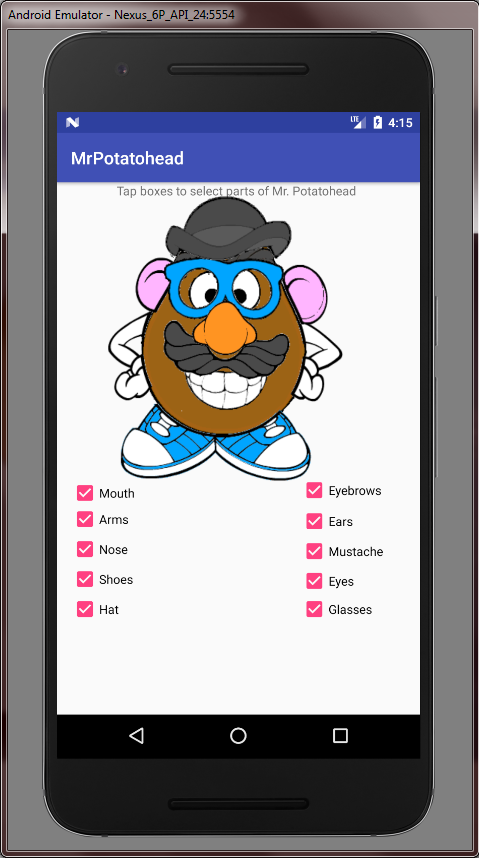 Android Emulator - Nexus_6P_API_24:5554
LTE 4:15
MrPotatohead
Tap boxes to select parts of Mr. Potatohead
Mouth
Arms
Nose
Shoes
Hat
Eyebrows
Ears
Mustache
Eyes
Glasses